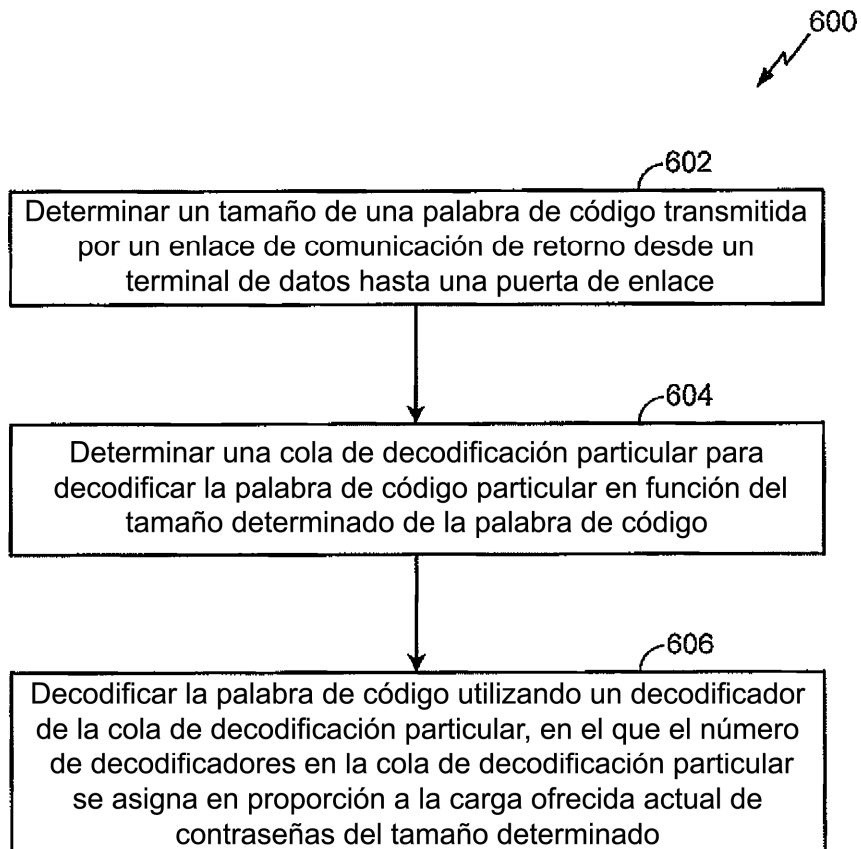 600
602
Determinar un tamaño de una palabra de código transmitida
por un enlace de comunicación de retorno desde un
terminal de datos hasta una puerta de enlace
604
Determinar una cola de decodificación particular para
decodificar la palabra de código particular en función del
tamaño determinado de la palabra de código
606
Decodificar la palabra de código utilizando un decodificador
de la cola de decodificación particular, en el que el número
de decodificadores en la cola de decodificación particular
se asigna en proporción a la carga ofrecida actual de
contraseñas del tamaño determinado